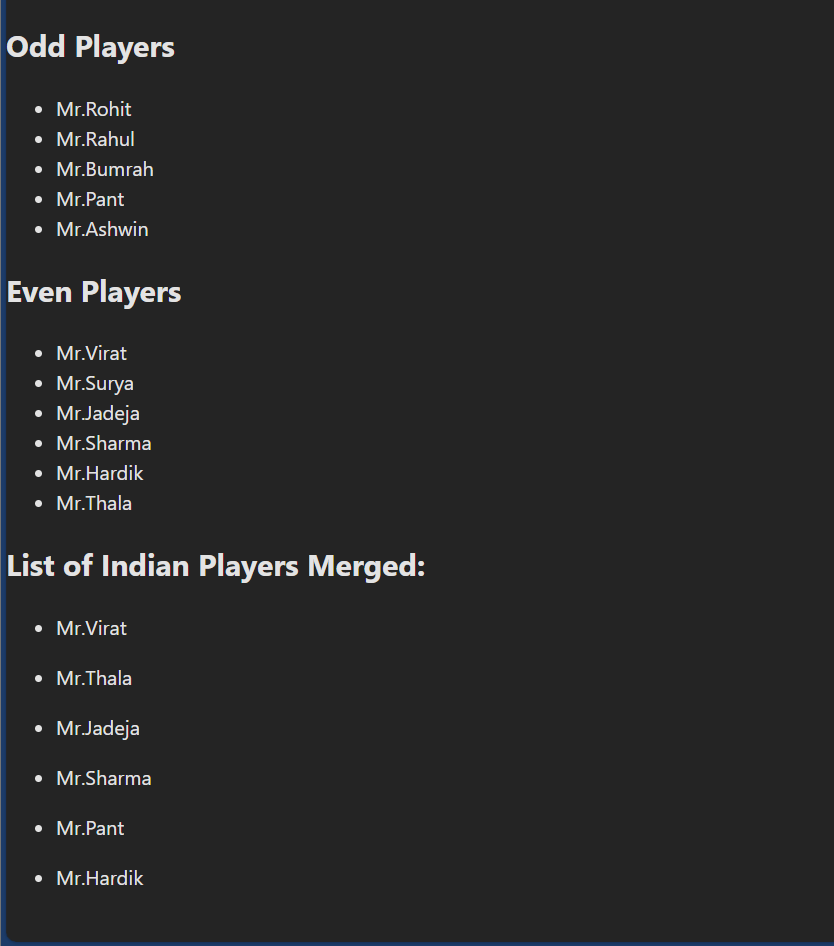 Odd Players
Mr.Rohit
Mr.Rahul
Mr.Bumrah
Mr.Pant
Mr.Ashwin
Even Players
Mr.Virat
Mr.Surya
Mr.Jadeja
Mr.Sharma
Mr.Hardik
Mr.Thala
List of Indian Players Merged:
Mr.Virat
Mr.Thala
Mr.Jadeja
Mr.Sharma
Mr.Pant
Mr.Hardik